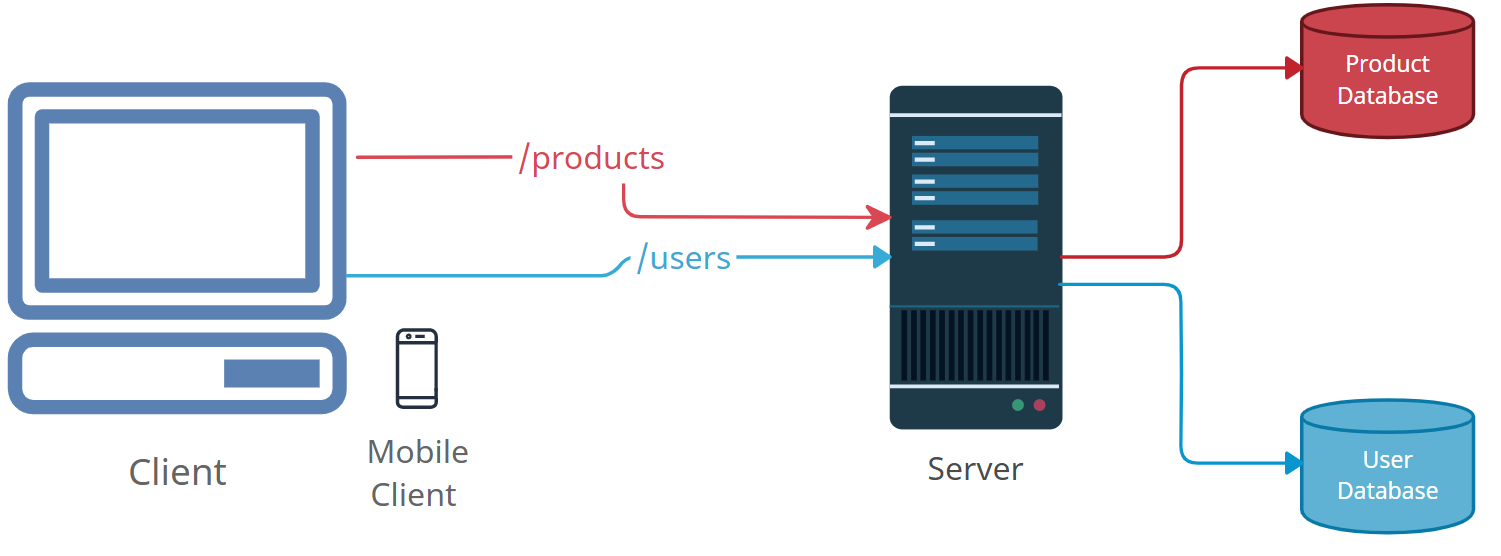 Product
Database
/products
/users
User
Database
Mobile
Client
Client
Server